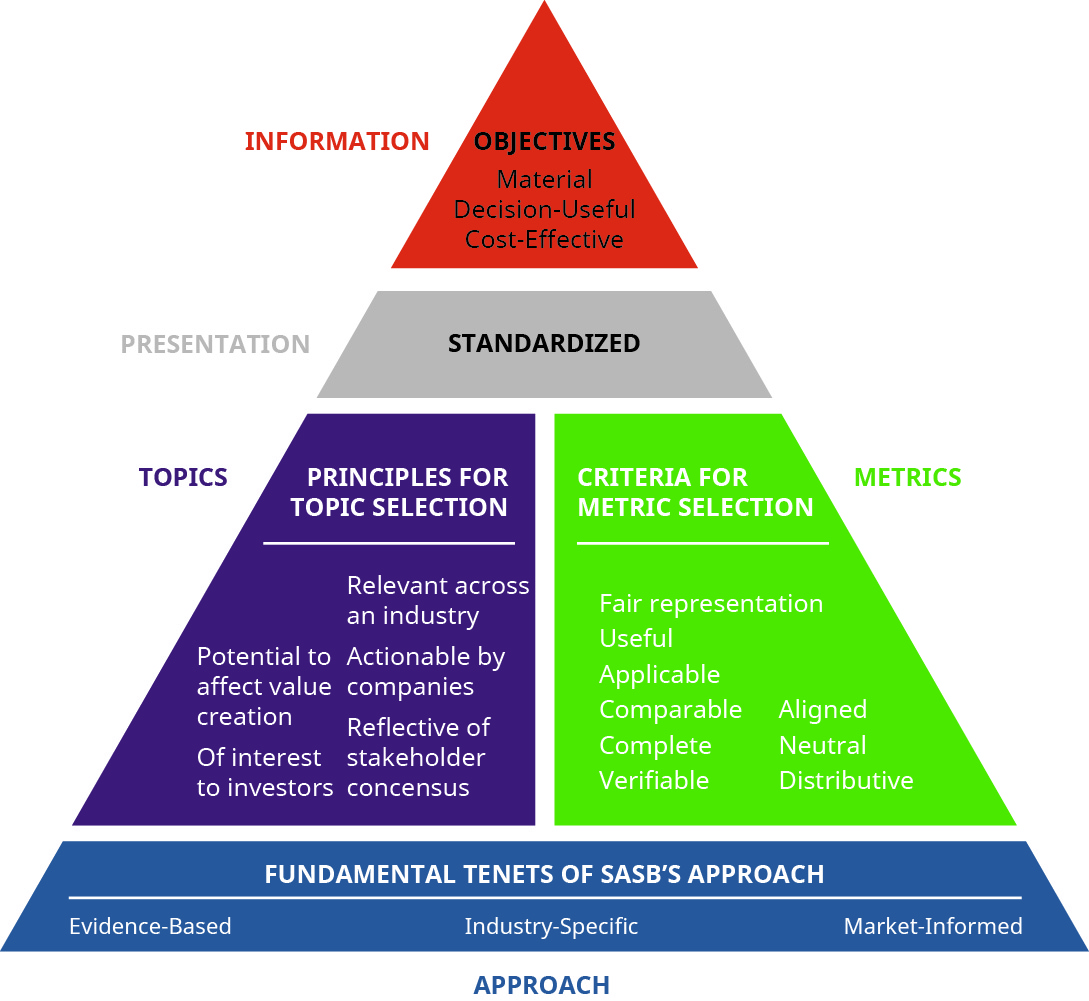 INFORMATION
OBJECTIVES
Material
Decision-Useful
Cost-Effective
PRESENTATION
STANDARDIZED
TOPICS
PRINCIPLES FOR
TOPIC SELECTION
Potential to
affect value
creation
Of interest
to investors
Relevant across
an industry
Actionable by
companies
Reflective of
stakeholder
concensus
CRITERIA FOR
METRIC SELECTION
Fair representation
Useful
Applicable
Comparable
Complete
Verifiable
Aligned
Neutral
Distributive
METRICS
FUNDAMENTAL TENETS OF SASB’S APPROACH
Evidence-Based
Industry-Specific
Market-Informed
APPROACH